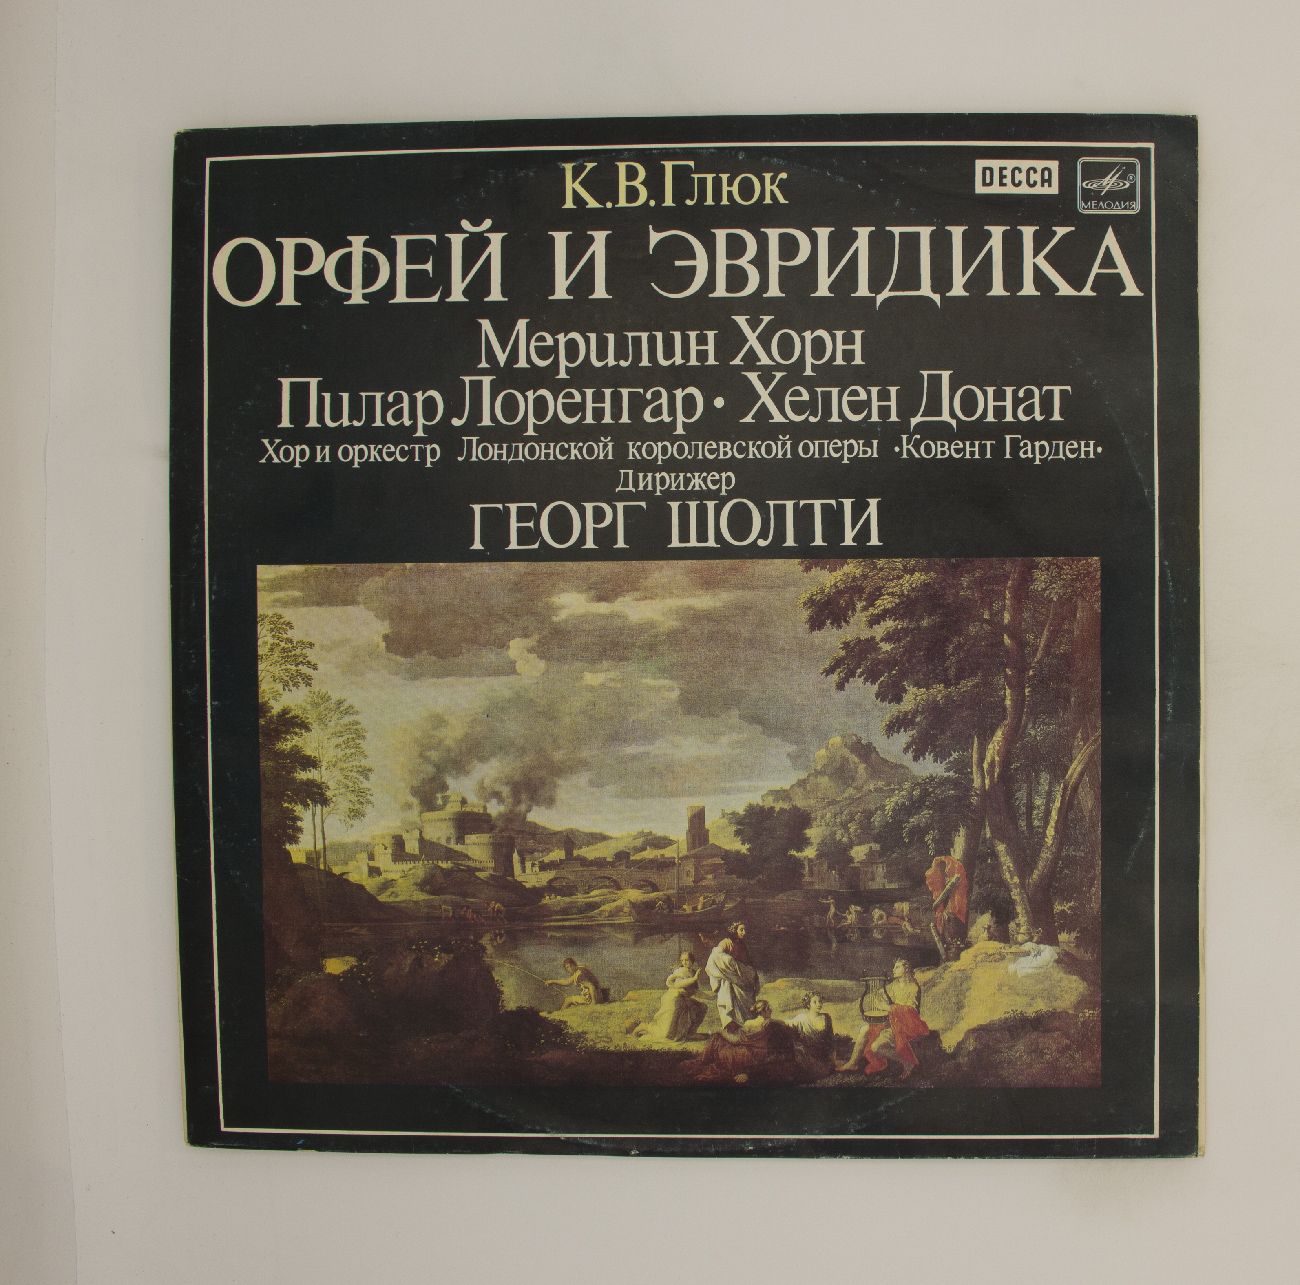 К.В.Глюк
DECCA
МЕЛОДИЯ
ОРФЕЙ И ЭВРИДИКА
Мерилин Хорн
Пилар Лоренгар · Хелен Донат
Хор и оркестр Лондонской королевской оперы ‹Ковент Гарден›
Дирижер
ГЕОРГ ШОЛТИ